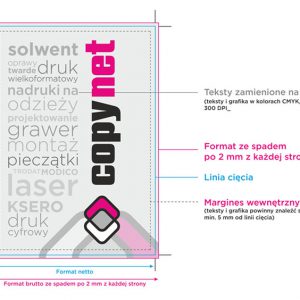 solwent
oprawy
twarde druk
wielkoformatowy
nadruki na
odzieży
projektowanie
grawer
montaż
pieczątki
TRODAT MODICO
laser
KSERO
druk
cyfrowy
copynet
Teksty zamienione na
(teksty i grafika w kolorach CMYK,
300 DPI_
Format ze spadem
po 2 mm z każdej st
Linia cięcia
Margines wewnętrzny
(teksty i grafika powinny znaleźć s
min. 5 mm od linii cięcia)
Format netto
Format brutto ze spadem po 2 mm z każdej strony